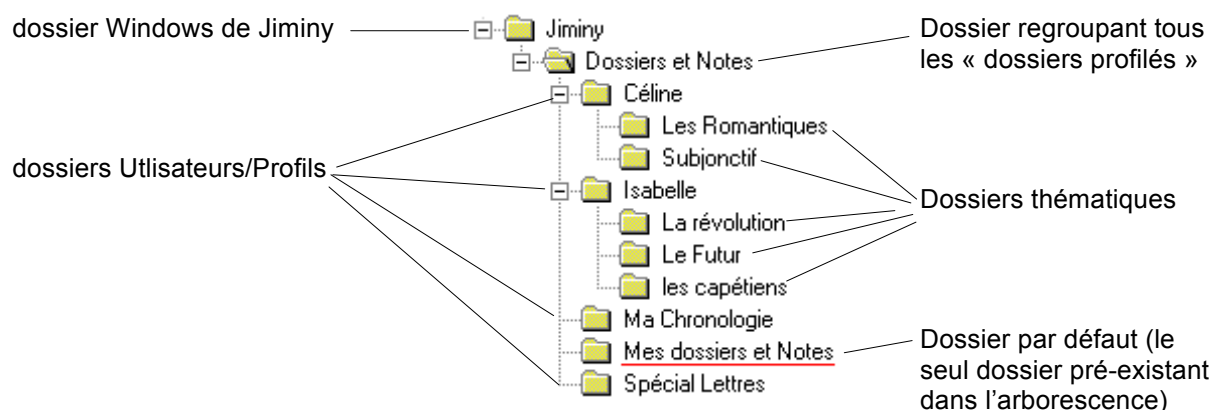 dossier Windows de Jiminy
Jiminy
Dossier regroupant tous
les « dossiers profilés »
Dossiers et Notes
Céline
Les Romantiques
Subjonctif
dossiers Utlisateurs/Profils
Isabelle
Dossiers thématiques
La révolution
Le Futur
les capétiens
Ma Chronologie
Mes dossiers et Notes
Spécial Lettres
Dossier par défaut (le
seul dossier pré-existant
dans l'arborescence)